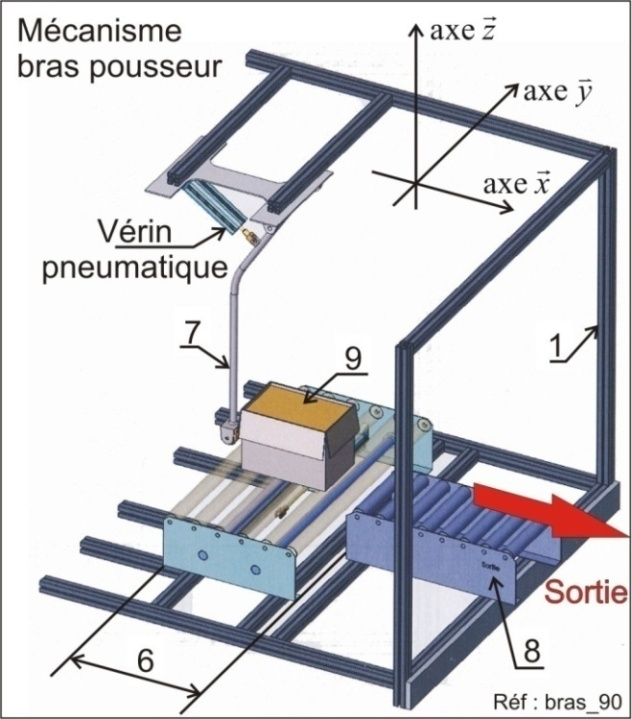 Mécanisme
bras pousseur
axe z
axe y
axe x
Vérin
pneumatique
7
9
1
Sortie
Sortie
6
8
Réf : bras_90